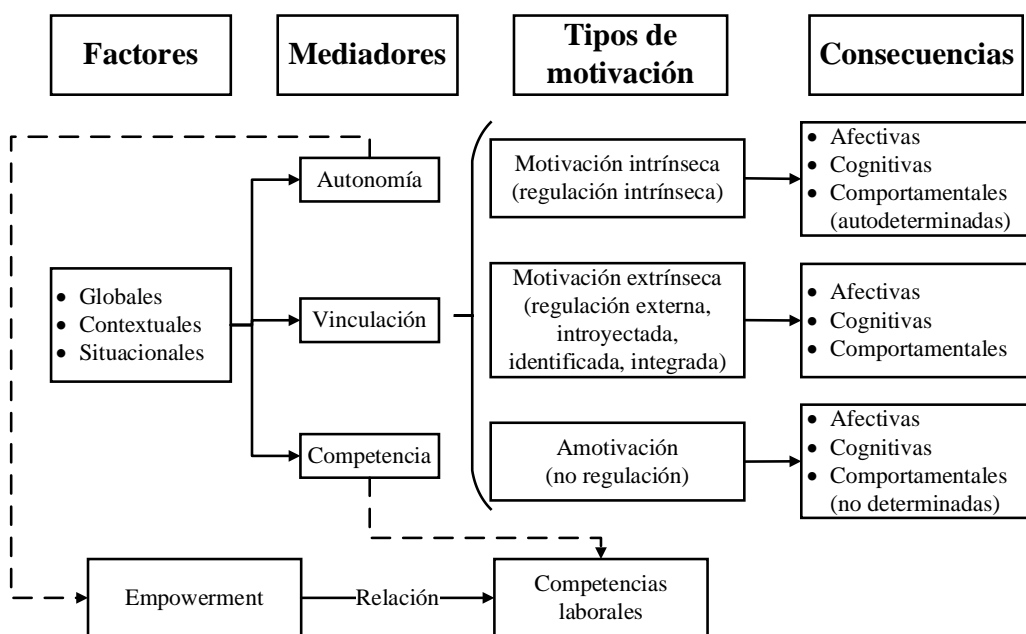 Factores
Mediadores
Tipos de
motivación
Consecuencias
• Globales
• Contextuales
• Situacionales
Autonomía
Vinculación
Competencia
Motivación intrínseca
(regulación intrínseca)
Motivación extrínseca
(regulación externa,
introyectada,
identificada, integrada)
Amotivación
(no regulación)
• Afectivas
• Cognitivas
• Comportamentales
(autodeterminadas)
• Afectivas
• Cognitivas
• Comportamentales
• Afectivas
• Cognitivas
• Comportamentales
(no determinadas)
Empowerment
Relación
Competencias
laborales